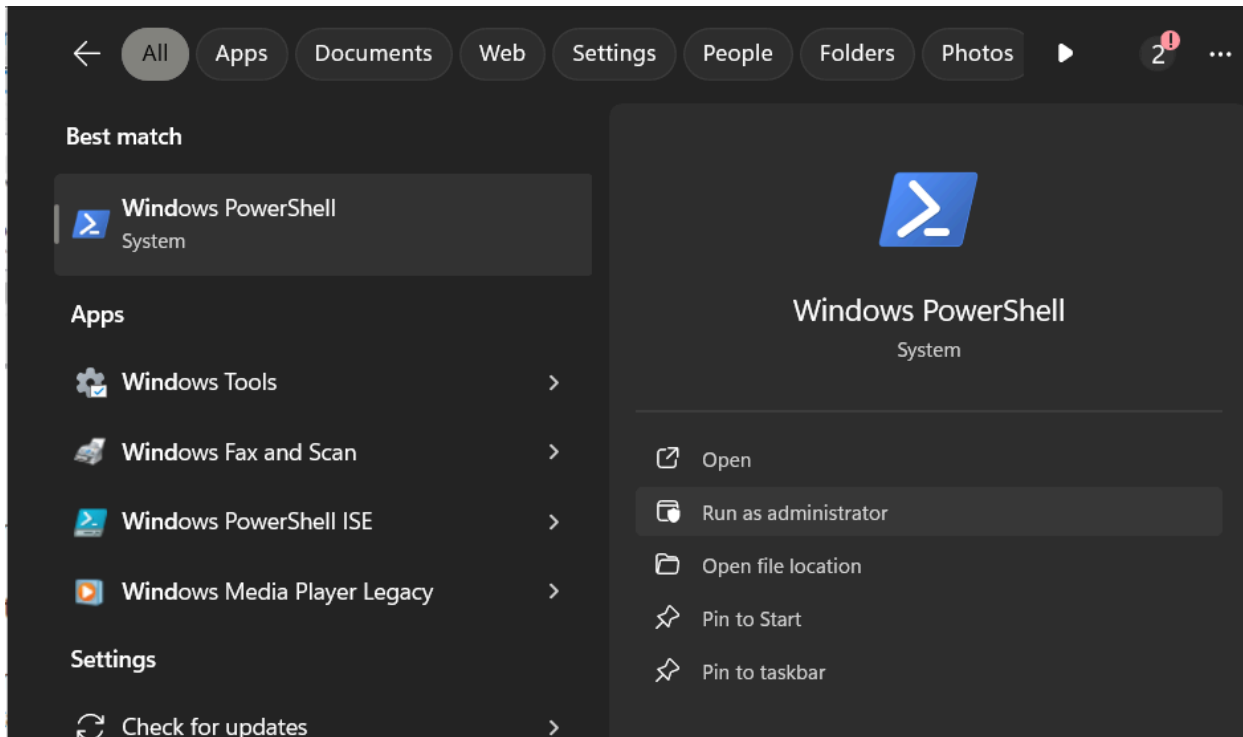 All Apps Documents Web Settings People Folders Photos 2
Best match
Windows PowerShell
System
Apps
Windows Tools
Windows Fax and Scan
Windows PowerShell ISE
Windows Media Player Legacy
Settings
Check for updates
Windows PowerShell
System
Open
Run as administrator
Open file location
Pin to Start
Pin to taskbar